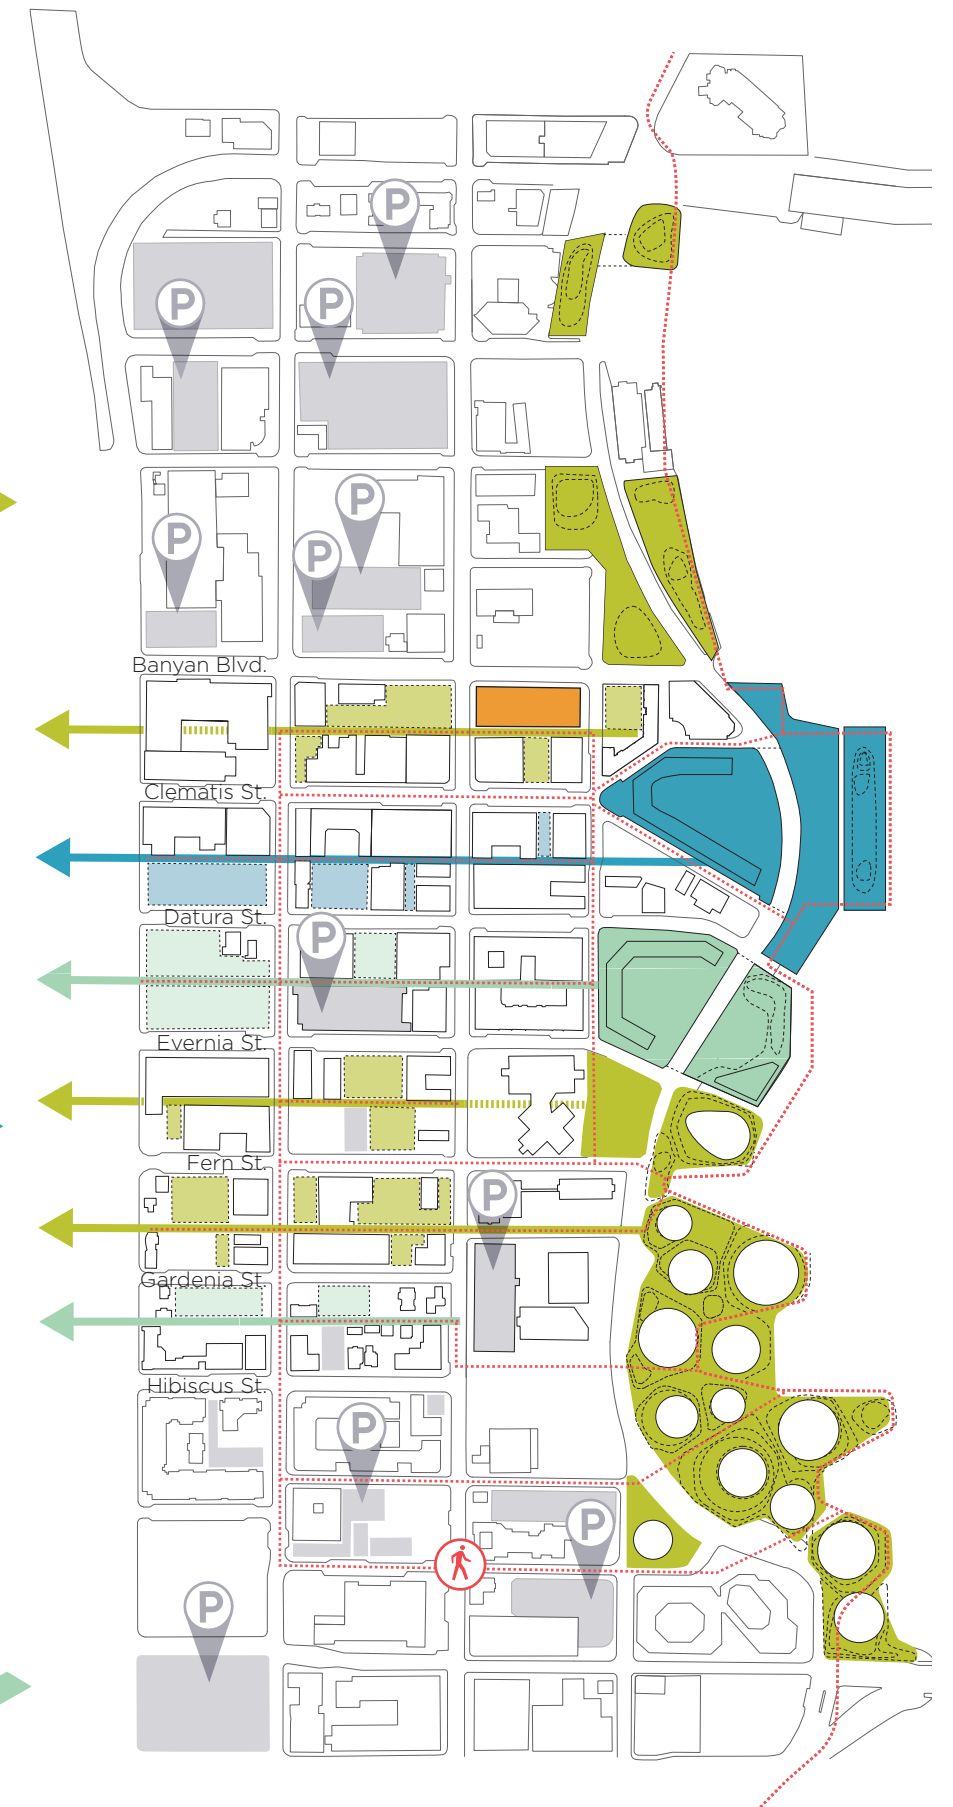 P
P
P
P
P
P
Banyan Blvd.
Clematis St.
Datura St.
P
Evernia St.
Fern St.
P
Gardenia St.
Hibiscus St.
P
P
P